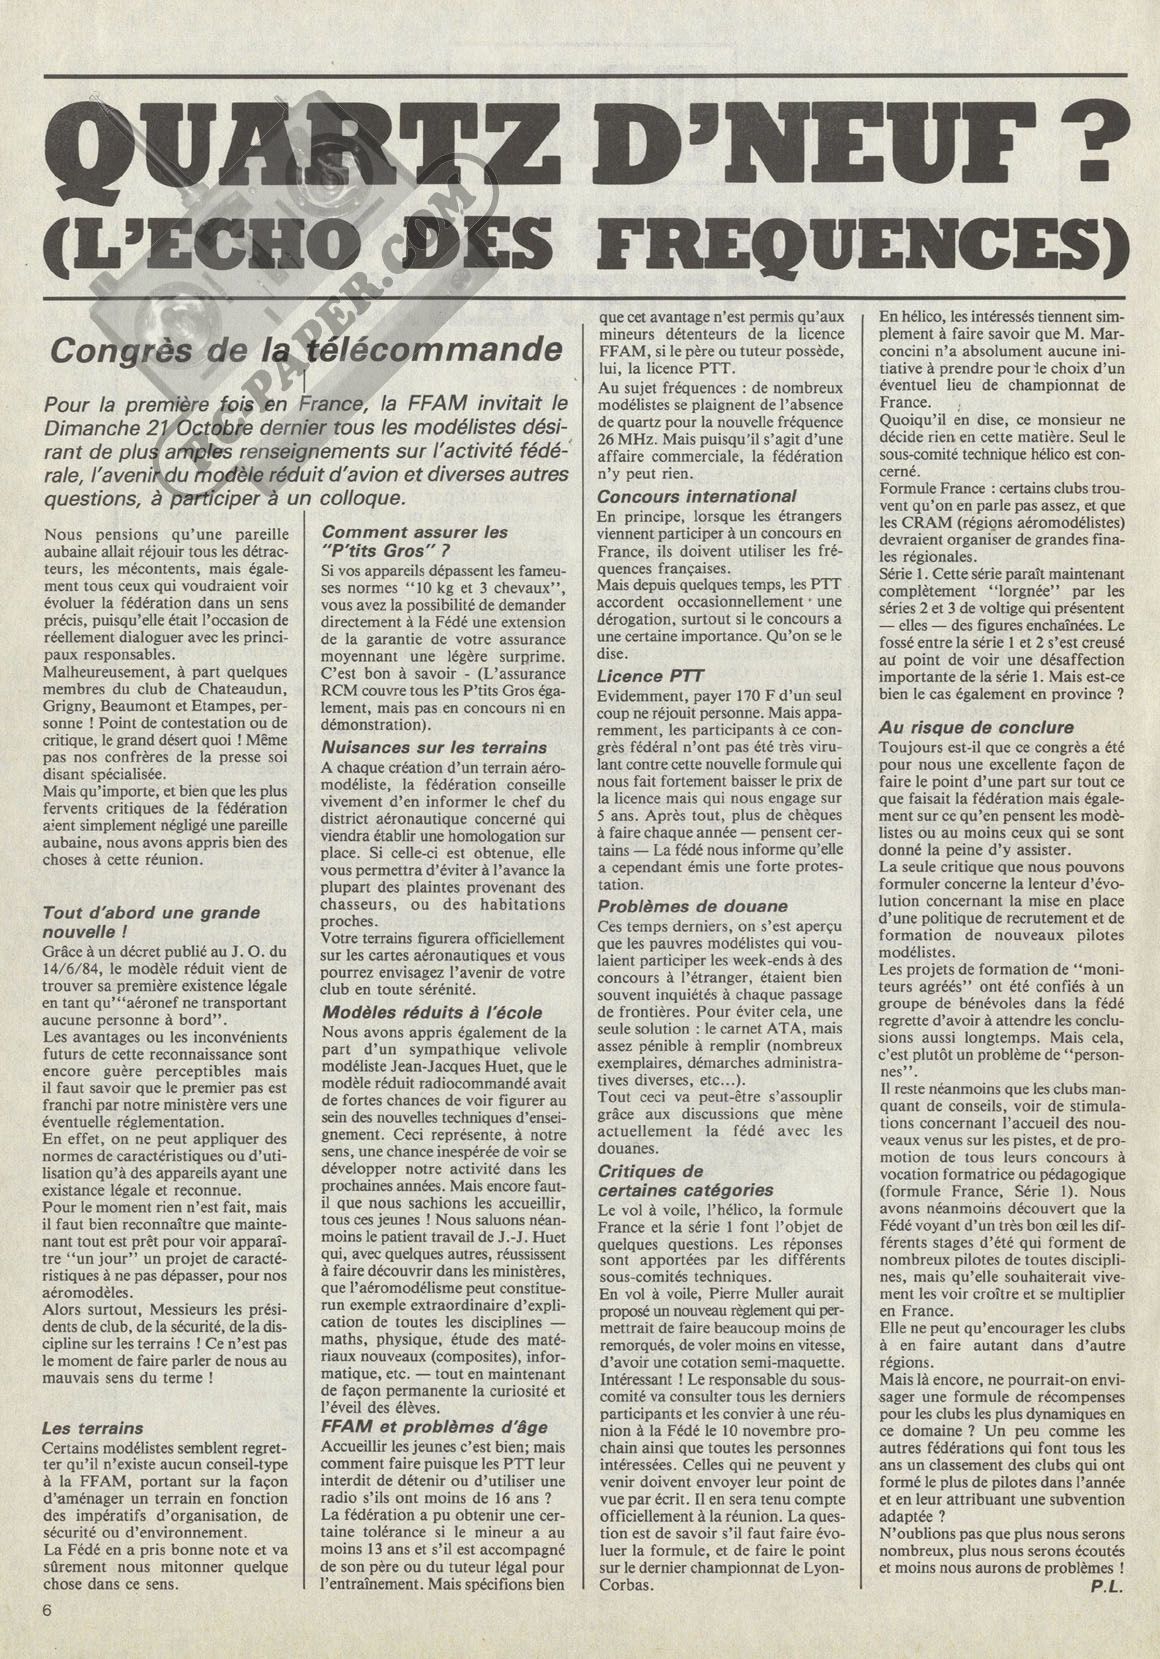 QUARTZ D'NEUF ?
(L'ECHO DES FREQUENCES)
Congrès de la télécommande
Pour la première fois en France, la FFAM invitait le
Dimanche 21 Octobre dernier tous les modélistes dési-
rant de plus amples renseignements sur l'activité fédé-
rale, l'avenir du modèle réduit d'avion et diverses autres
questions, à participer à un colloque.
Nous pensions qu'une pareille
aubaine allait réjouir tous les détrac-
teurs, les mécontents, mais égale-
ment tous ceux qui voudraient voir
évoluer la fédération dans un sens
précis, puisqu'elle était l'occasion de
réellement dialoguer avec les princi-
paux responsables.
Malheureusement, à part quelques
membres du club de Chateaudun,
Grigny, Beaumont et Etampes, per-
sonne ! Point de contestation ou de
critique, le grand désert quoi ! Même
pas nos confrères de la presse soi
disant spécialisée.
Mais qu'importe, et bien que les plus
fervents critiques de la fédération
aient simplement négligé une pareille
aubaine, nous avons appris bien des
choses à cette réunion.
Tout d'abord une grande
nouvelle !
Grâce à un décret publié au J. O. du
14/6/84, le modèle réduit vient de
trouver sa première existence légale
en tant qu'“aéronef ne transportant
aucune personne à bord”.
Les avantages ou les inconvénients
futurs de cette reconnaissance sont
encore guère perceptibles mais
il faut savoir que le premier pas est
franchi par notre ministère vers une
éventuelle réglementation.
En effet, on ne peut appliquer des
normes de caractéristiques ou d'uti-
lisation qu'à des appareils ayant une
existance légale et reconnue.
Pour le moment rien n'est fait, mais
il faut bien reconnaître que mainte-
nant tout est prêt pour voir apparaî-
tre “un jour” un projet de caracté-
ristiques à ne pas dépasser, pour nos
aéromodèles.
Alors surtout, Messieurs les prési-
dents de club, de la sécurité, de la dis-
cipline sur les terrains ! Ce n'est pas
le moment de faire parler de nous au
mauvais sens du terme !
Les terrains
Certains modélistes semblent regret-
ter qu'il n'existe aucun conseil-type
à la FFAM, portant sur la façon
d'aménager un terrain en fonction
des impératifs d'organisation, de
sécurité ou d'environnement.
La Fédé en a pris bonne note et va
sûrement nous mitonner quelque
chose dans ce sens.
6
Comment assurer les
“P'tits Gros” ?
Si vos appareils dépassent les fameu-
ses normes “10 kg et 3 chevaux”,
vous avez la possibilité de demander
directement à la Fédé une extension
de la garantie de votre assurance
moyennant une légère surprime.
C'est bon à savoir - (L'assurance
RCM couvre tous les P'tits Gros éga-
lement, mais pas en concours ni en
démonstration).
Nuisances sur les terrains
A chaque création d'un terrain aéro-
modéliste, la fédération conseille
vivement d'en informer le chef du
district aéronautique concerné qui
viendra établir une homologation sur
place. Si celle-ci est obtenue, elle
vous permettra d'éviter à l'avance la
plupart des plaintes provenant des
chasseurs, ou des habitations
proches.
Votre terrains figurera officiellement
sur les cartes aéronautiques et vous
pourrez envisagez l'avenir de votre
club en toute sérénité.
Modèles réduits à l'école
Nous avons appris également de la
part d'un sympathique velivole
modéliste Jean-Jacques Huet, que le
modèle réduit radiocommandé avait
de fortes chances de voir figurer au
sein des nouvelles techniques d'ensei-
gnement. Ceci représente, à notre
sens, une chance inespérée de voir se
développer notre activité dans les
prochaines années. Mais encore faut-
il que nous sachions les accueillir,
tous ces jeunes ! Nous saluons néan-
moins le patient travail de J.-J. Huet
qui, avec quelques autres, réussissent
à faire découvrir dans les ministères,
que l'aéromodélisme peut constitue-
run exemple extraordinaire d'expli-
cation de toutes les disciplines —
maths, physique, étude des maté-
riaux nouveaux (composites), infor-
matique, etc. — tout en maintenant
de façon permanente la curiosité et
l'éveil des élèves.
FFAM et problèmes d'âge
Accueillir les jeunes c'est bien; mais
comment faire puisque les PTT leur
interdit de détenir ou d'utiliser une
radio s'ils ont moins de 16 ans ?
La fédération a pu obtenir une cer-
taine tolérance si le mineur a au
moins 13 ans et s'il est accompagné
de son père ou du tuteur légal pour
l'entraînement. Mais spécifions bien
que cet avantage n'est permis qu'aux
mineurs détenteurs de la licence
FFAM, si le père ou tuteur possède,
lui, la licence PTT.
Au sujet fréquences : de nombreux
modélistes se plaignent de l'absence
de quartz pour la nouvelle fréquence
26 MHz. Mais puisqu'il s'agit d'une
affaire commerciale, la fédération
n'y peut rien.
Concours international
En principe, lorsque les étrangers
viennent participer à un concours en
France, ils doivent utiliser les fré-
quences françaises.
Mais depuis quelques temps, les PTT
accordent occasionnellement une
dérogation, surtout si le concours a
une certaine importance. Qu'on se le
dise.
Licence PTT
Evidemment, payer 170 F d'un seul
coup ne réjouit personne. Mais appa-
remment, les participants à ce con-
grès fédéral n'ont pas été très viru-
lant contre cette nouvelle formule qui
nous fait fortement baisser le prix de
la licence mais qui nous engage sur
5 ans. Après tout, plus de chèques
à faire chaque année — pensent cer-
tains — La fédé nous informe qu'elle
a cependant émis une forte protes-
tation.
Problèmes de douane
Ces temps derniers, on s'est aperçu
que les pauvres modélistes qui vou-
laient participer les week-ends à des
concours à l'étranger, étaient bien
souvent inquiétés à chaque passage
de frontières. Pour éviter cela, une
seule solution : le carnet ATA, mais
assez pénible à remplir (nombreux
exemplaires, démarches administra-
tives diverses, etc...).
Tout ceci va peut-être s'assouplir
grâce aux discussions que mène
actuellement la fédé avec les
douanes.
Critiques de
certaines catégories
Le vol à voile, l'hélico, la formule
France et la série 1 font l'objet de
quelques questions. Les réponses
sont apportées par les différents
sous-comités techniques.
En vol à voile, Pierre Muller aurait
proposé un nouveau règlement qui per-
mettrait de faire beaucoup moins de
remorqués, de voler moins en vitesse,
d'avoir une cotation semi-maquette.
Intéressant ! Le responsable du sous-
comité va consulter tous les derniers
participants et les convier à une réu-
nion à la Fédé le 10 novembre pro-
chain ainsi que toutes les personnes
intéressées. Celles qui ne peuvent y
venir doivent envoyer leur point de
vue par écrit. Il en sera tenu compte
officiellement à la réunion. La ques-
tion est de savoir s'il faut faire évo-
luer la formule, et de faire le point
sur le dernier championnat de Lyon-
Corbas.
En hélico, les intéressés tiennent sim-
plement à faire savoir que M. Mar-
concini n'a absolument aucune ini-
tiative à prendre pour le choix d'un
éventuel lieu de championnat de
France.
Quoiqu'il en dise, ce monsieur ne
décide rien en cette matière. Seul le
sous-comité technique hélico est con-
cerné.
Formule France : certains clubs trou-
vent qu'on en parle pas assez, et que
les CRAM (régions aéromodélistes)
devraient organiser de grandes fina-
les régionales.
Série 1. Cette série paraît maintenant
complètement “lorgnée” par les
séries 2 et 3 de voltige qui présentent
— elles — des figures enchaînées. Le
fossé entre la série 1 et 2 s'est creusé
au point de voir une désaffection
importante de la série 1. Mais est-ce
bien le cas également en province ?
Au risque de conclure
Toujours est-il que ce congrès a été
pour nous une excellente façon de
faire le point d'une part sur tout ce
que faisait la fédération mais égale-
ment sur ce qu'en pensent les modè-
listes ou au moins ceux qui se sont
donné la peine d'y assister.
La seule critique que nous pouvons
formuler concerne la lenteur d'évo-
lution concernant la mise en place
d'une politique de recrutement et de
formation de nouveaux pilotes
modélistes.
Les projets de formation de “moni-
teurs agréés” ont été confiés à un
groupe de bénévoles dans la fédé
regrette d'avoir à attendre les conclu-
sions aussi longtemps. Mais cela,
c'est plutôt un problème de “person-
nes”.
Il reste néanmoins que les clubs man-
quant de conseils, voir de stimula-
tions concernant l'accueil des nou-
veaux venus sur les pistes, et de pro-
motion de tous leurs concours à
vocation formatrice ou pédagogique
(formule France, Série 1). Nous
avons néanmoins découvert que la
Fédé voyant d'un très bon œil les dif-
férents stages d'été qui forment de
nombreux pilotes de toutes discipli-
nes, mais qu'elle souhaiterait vive-
ment les voir croître et se multiplier
en France.
Elle ne peut qu'encourager les clubs
à en faire autant dans d'autre
régions.
Mais là encore, ne pourrait-on envi-
sager une formule de récompenses
pour les clubs les plus dynamiques en
ce domaine ? Un peu comme les
autres fédérations qui font tous les
ans un classement des clubs qui ont
formé le plus de pilotes dans l'année
et en leur attribuant une subvention
adaptée ?
N'oublions pas que plus nous serons
nombreux, plus nous serons écoutés
et moins nous aurons de problèmes !
P.L.
RC-PAPER.COM